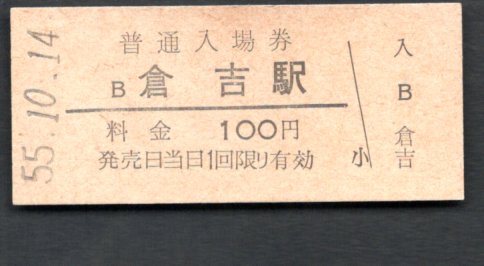 55.10.14
普通入場券
B倉吉駅
料金 100円
発売日当日1回限り有効
小
入
B
倉吉